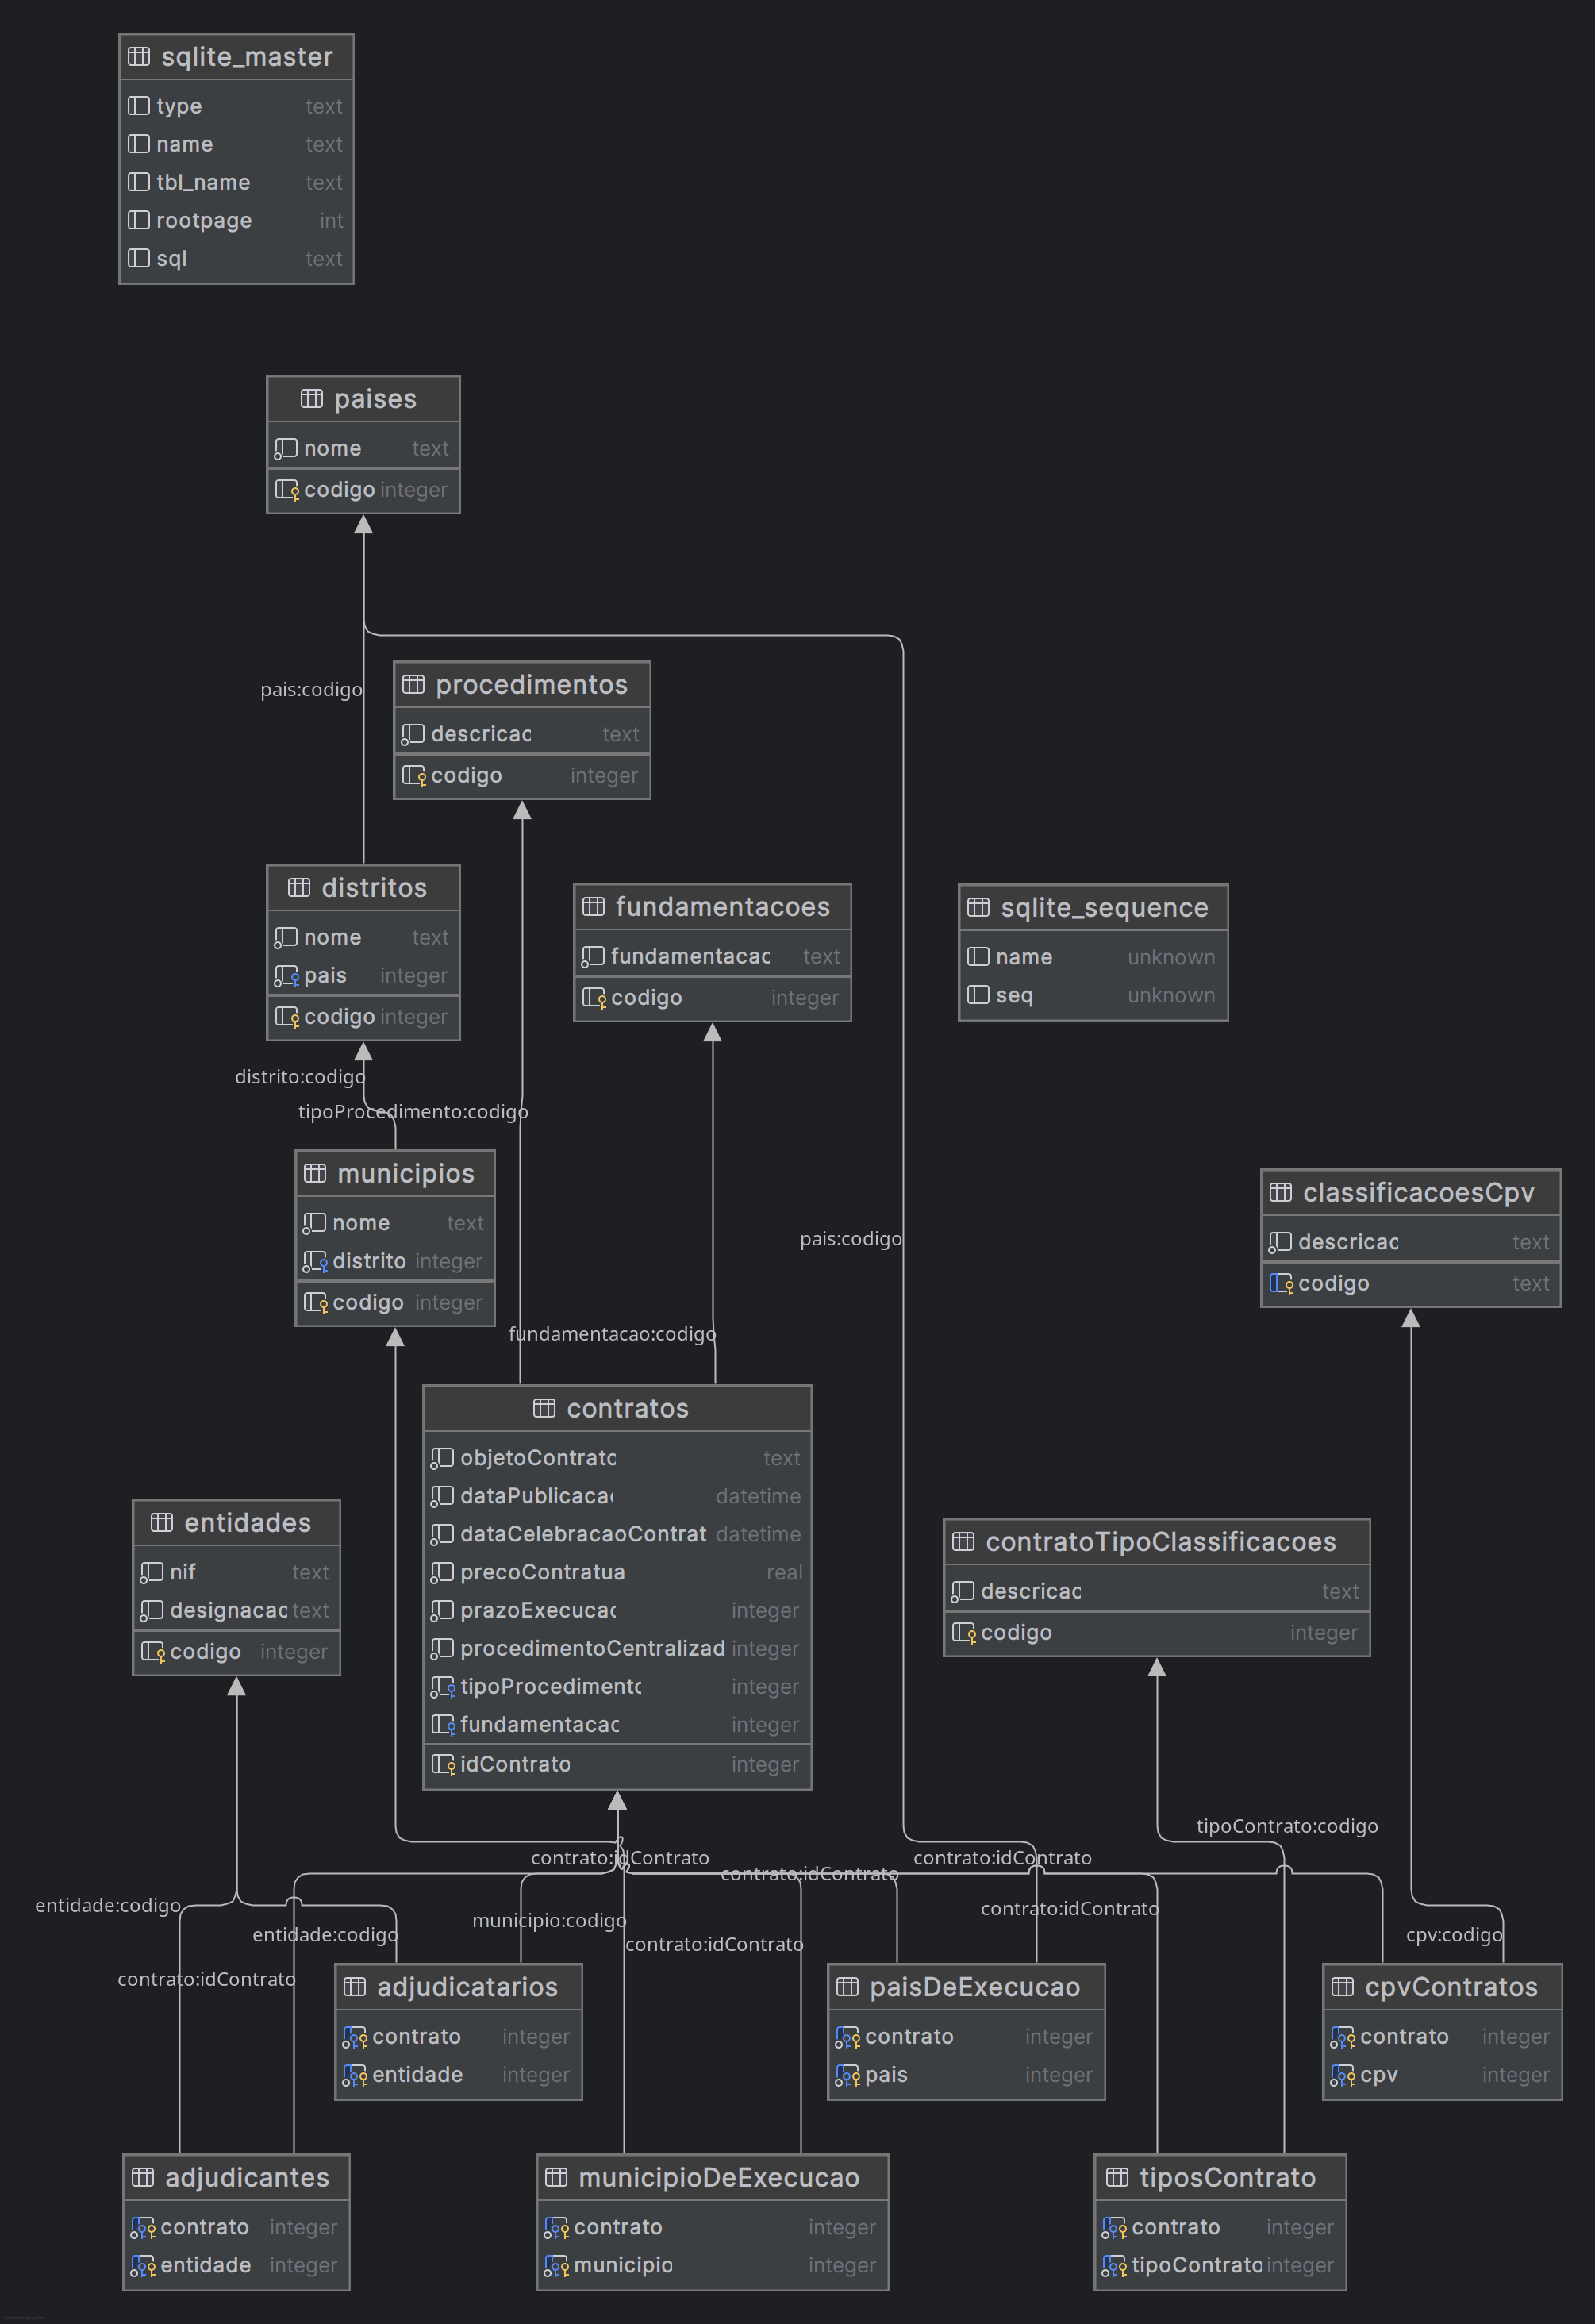 sqlite_master
type text
name text
tbl_name text
rootpage int
sql text
paises
nome text
codigo integer
pais:codigo
procedimentos
descricac text
codigo integer
distritos
nome text
pais integer
codigo integer
fundamentacoes
fundamentacac text
codigo integer
sqlite_sequence
name unknown
seq unknown
distrito:codigo
tipoProcedimento:codigo
municipios
nome text
distrito integer
codigo integer
pais:codigo
classificacoesCpv
descricac text
codigo text
fundamentacao:codigo
contratos
objetoContratc text
dataPublicaca datetime
dataCelebracaoContrat datetime
precoContratua real
prazoExecucac integer
procedimentoCentralizad integer
tipoProcedimentc integer
fundamentacac integer
idContrato integer
entidades
nif text
designacac text
codigo integer
contratoTipoClassificacoes
descricac text
codigo integer
tipoContrato:codigo
contrato:idContrato
contrato:idContrato
contrato:idContrato
entidade:codigo
contrato:idContrato
municipio:codigo
entidade:codigo
cpv:codigo
contrato:idContrato
contrato:idContrato
adjudicatarios
contrato integer
entidade integer
paisDeExecucao
contrato integer
pais integer
cpvContratos
contrato integer
cpv integer
adjudicantes
contrato integer
entidade integer
municipioDeExecucao
contrato integer
municipio integer
tiposContrato
contrato integer
tipoContrato integer